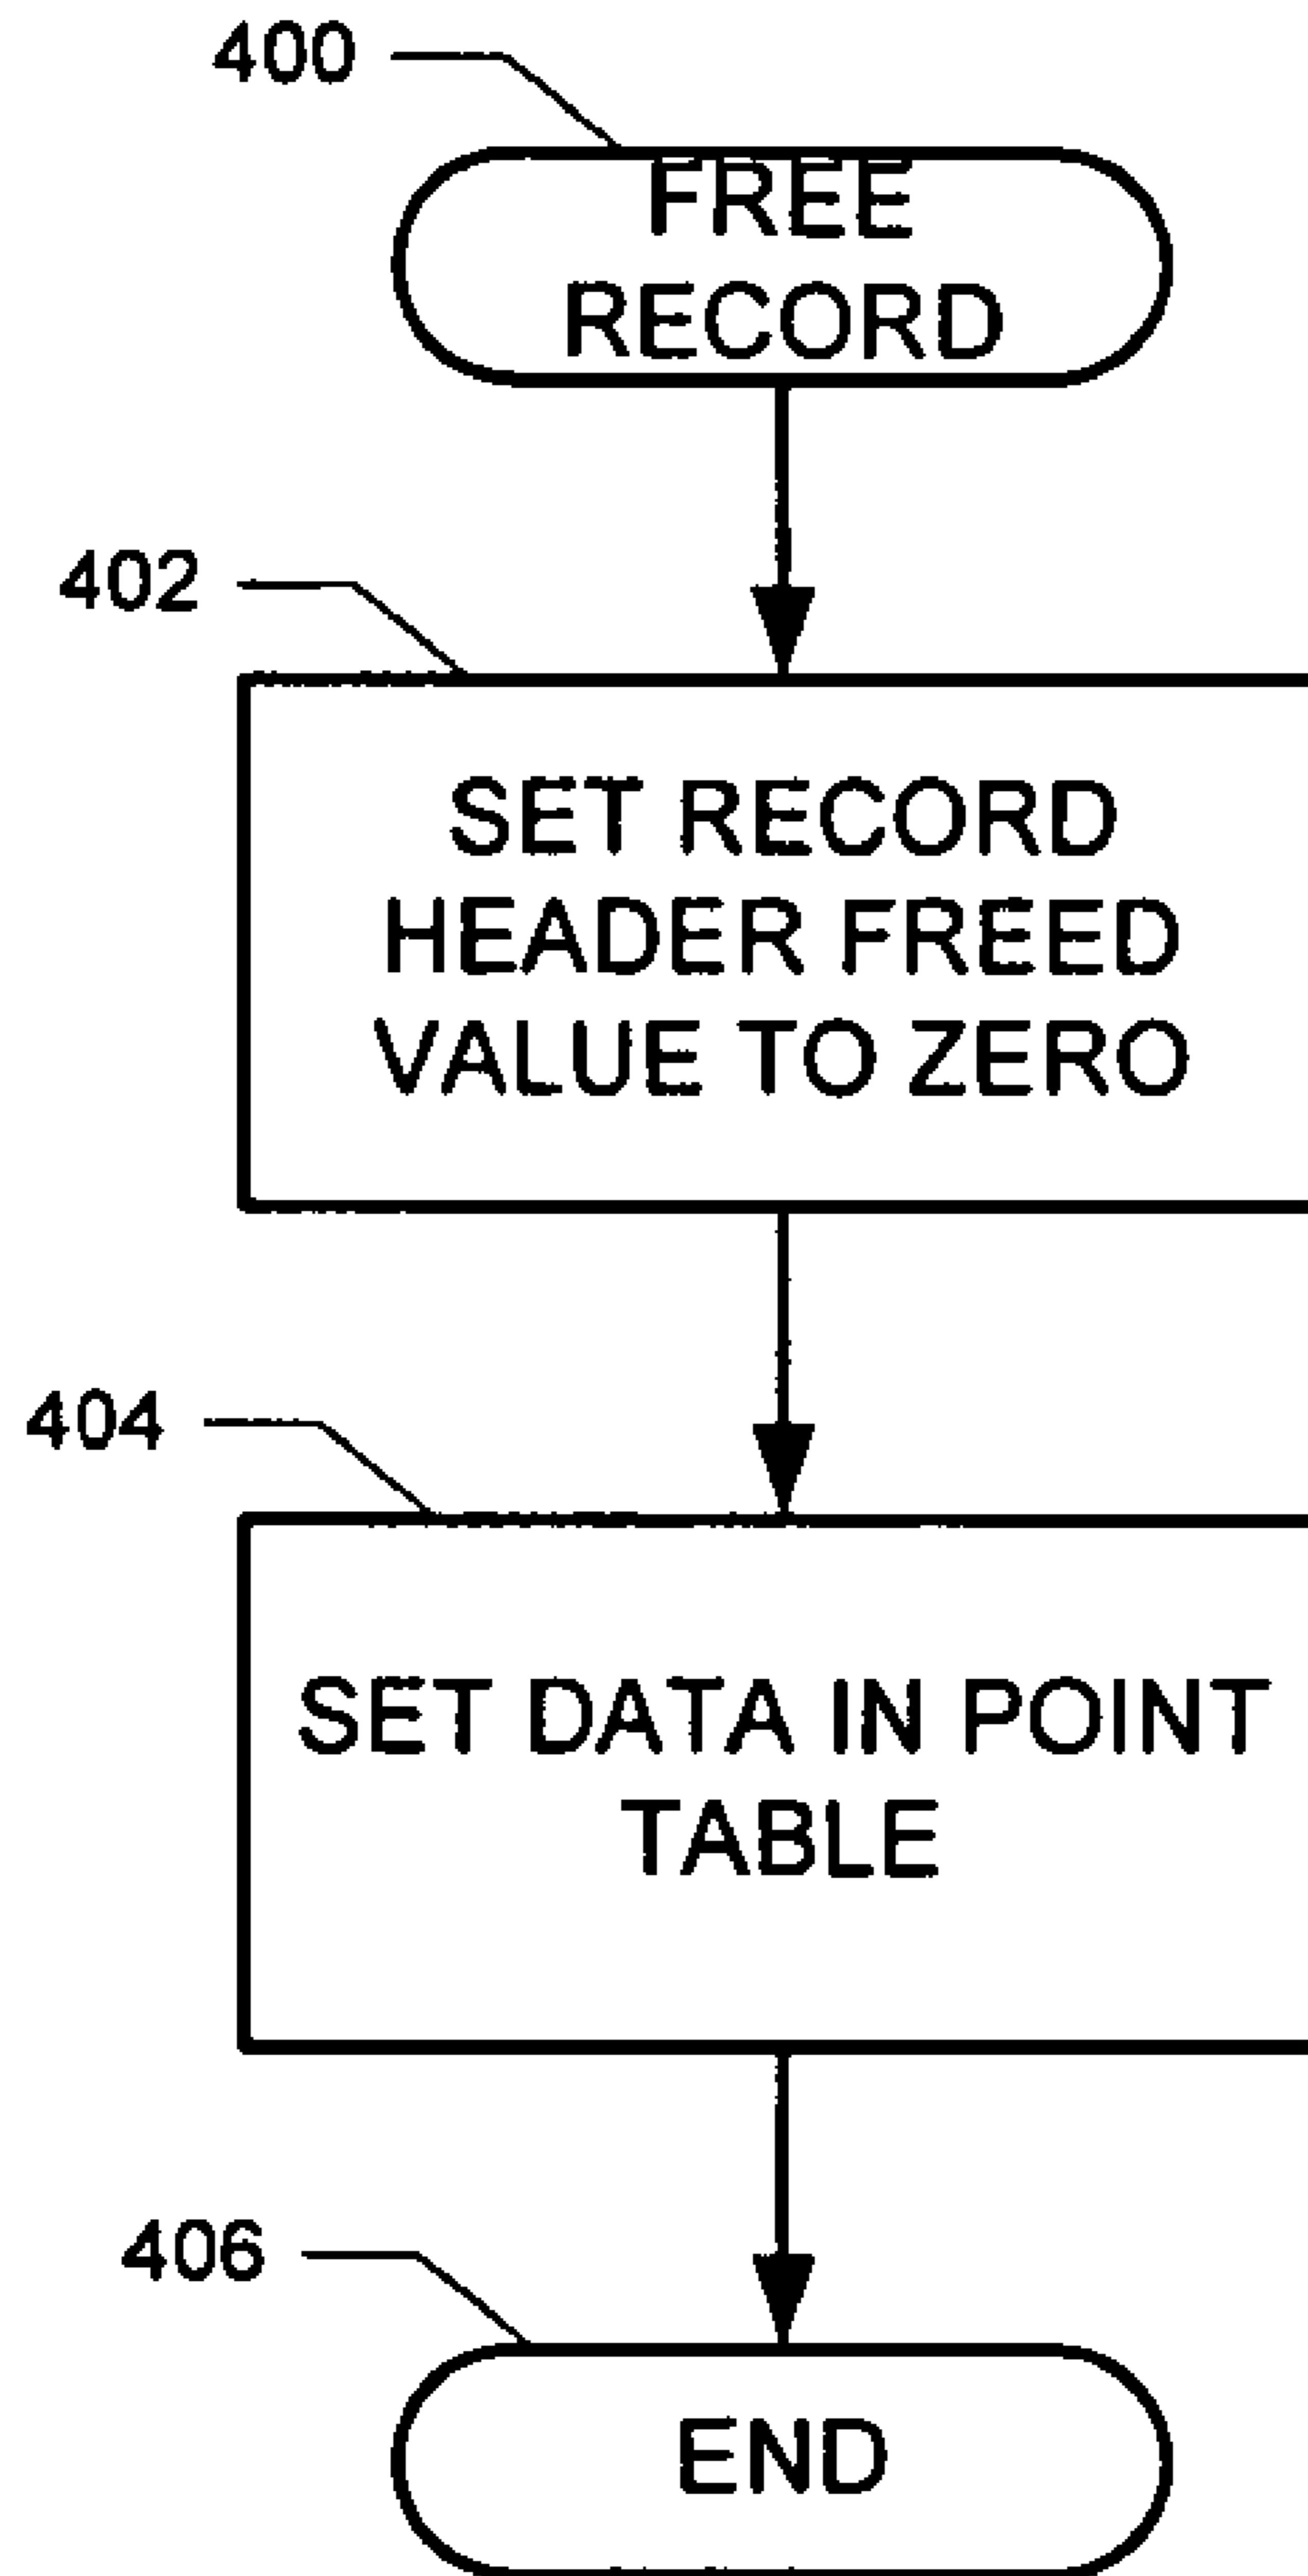 400
FREE
RECORD
402
SET RECORD
HEADER FREED
VALUE TO ZERO
404
SET DATA IN POINT
TABLE
406
END